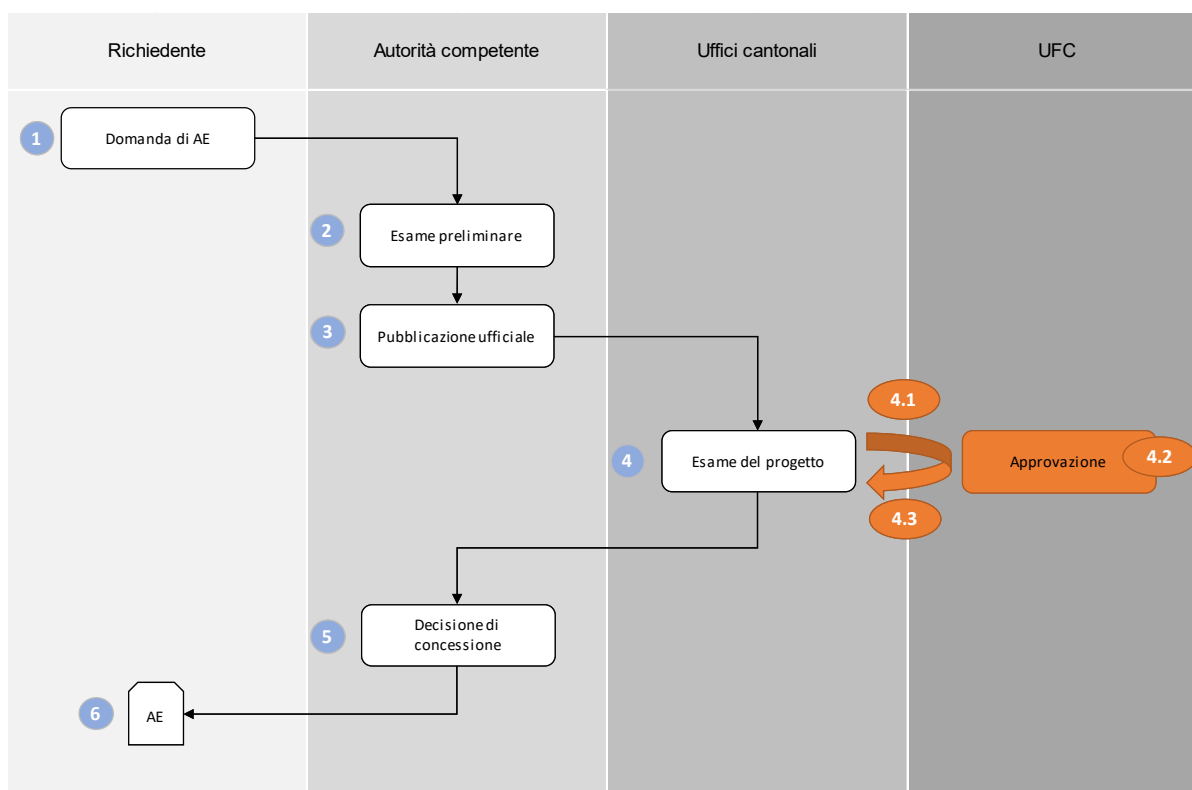 Richiedente
Autorità competente
Uffici cantonali
UFC
1
Domanda di AE
2
Esame preliminare
3
Pubblicazione ufficiale
4.1
4
Esame del progetto
Approvazione
4.2
4.3
5
Decisione di
concessione
6
AE